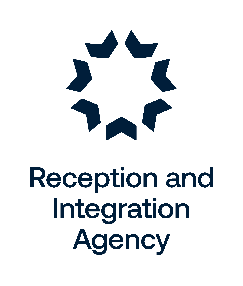 Reception and
Integration
Agency